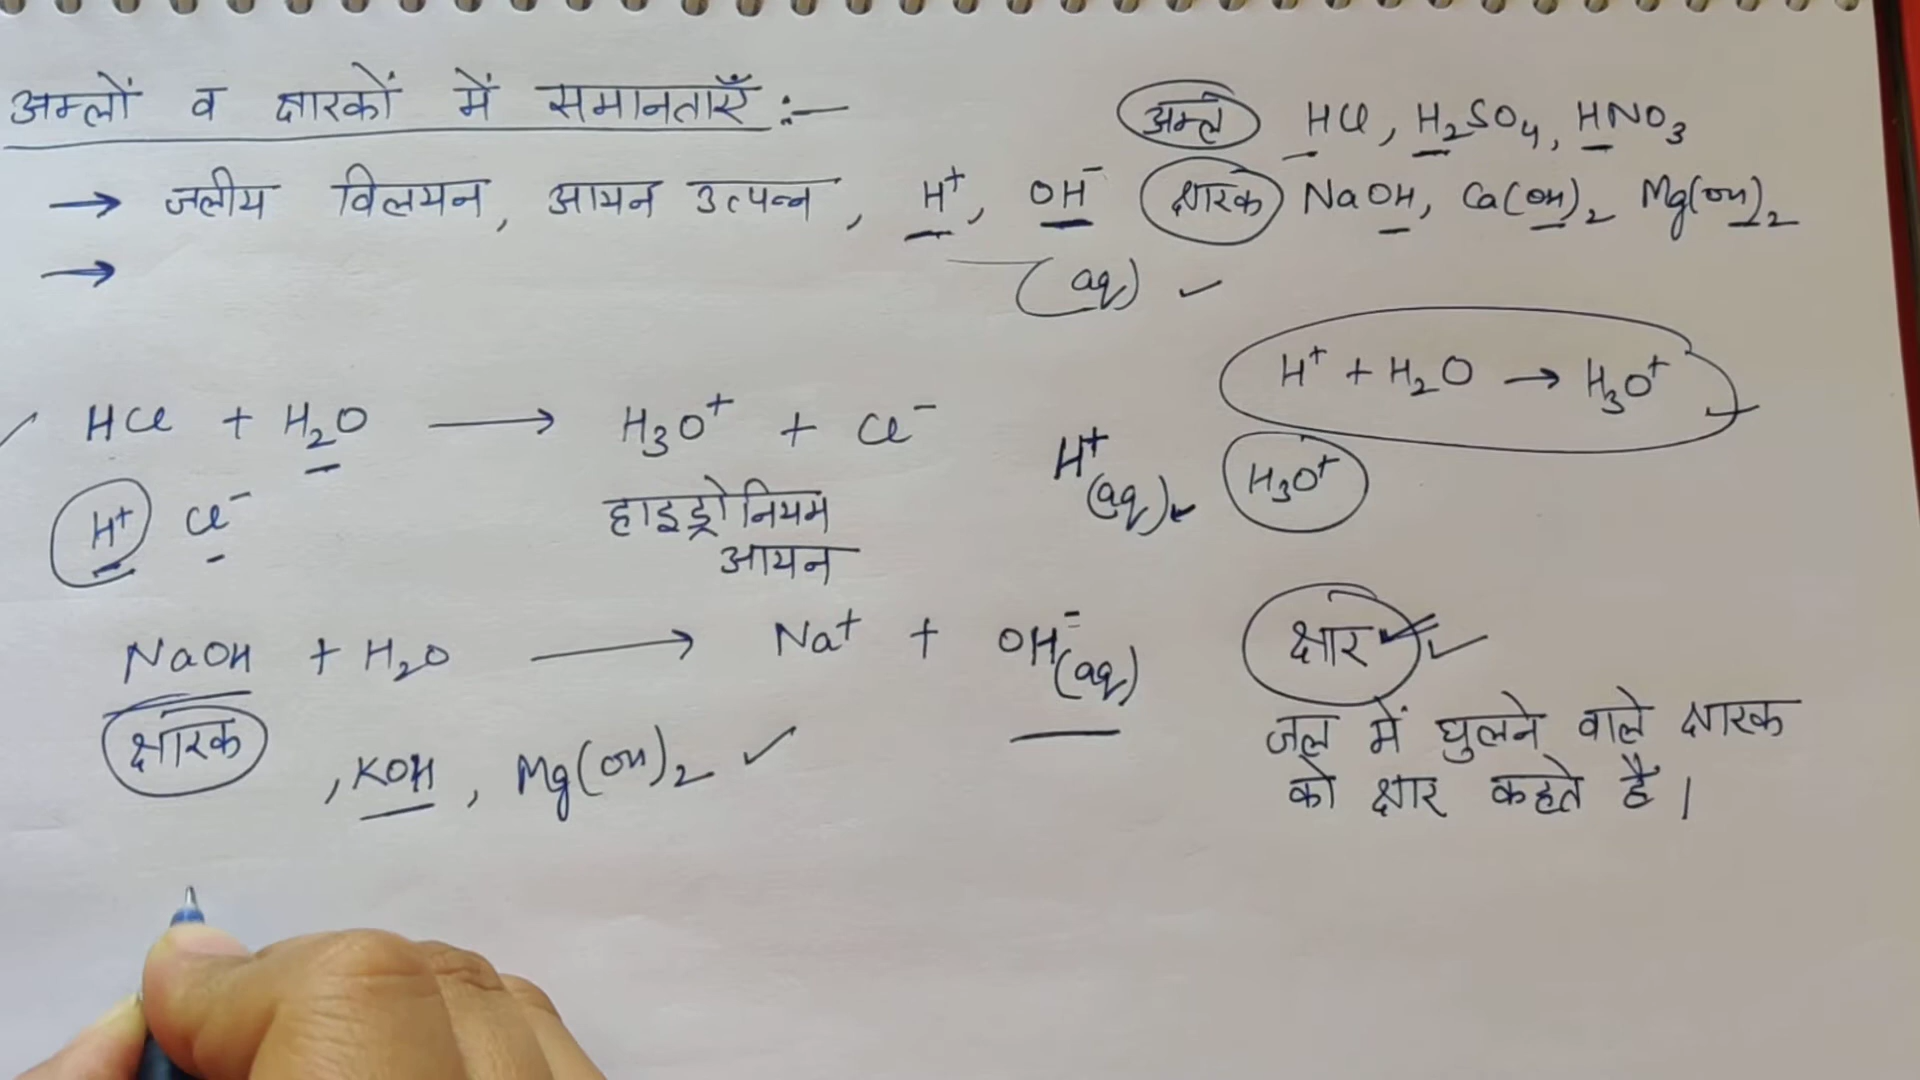 अम्लों व क्षारकों में समानताएँ :—
अम्ल HCl, H₂SO₄, HNO₃
→ जलीय विलयन, आयन उत्पन्न, H⁺, OH⁻
क्षारक NaOH, Ca(OH)₂ Mg(OH)₂
→
(aq) ✓
H⁺ + H₂O → H₃O⁺
✓ HCl + H₂O → H₃O⁺ + Cl⁻
H⁺(aq) ✓ H₃O⁺
H⁺ Cl⁻
हाइड्रोनियम
आयन
NaOH + H₂O → Na⁺ + OH⁻(aq)
क्षार ✓
क्षारक , KOH, Mg(OH)₂ ✓
जल में घुलने वाले क्षारक
को क्षार कहते है।